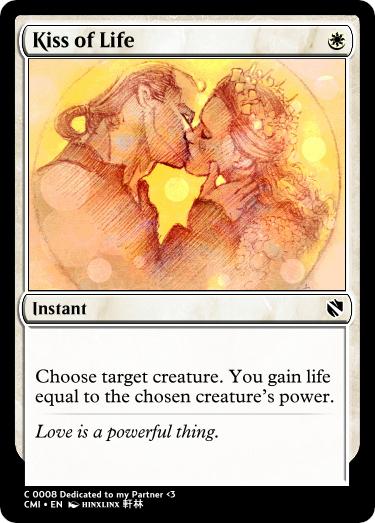 Kiss of Life
Instant
Choose target creature. You gain life
equal to the chosen creature's power.
Love is a powerful thing.
C 0008 Dedicated to my Partner <3
CMI • EN HINXLINX 軒林